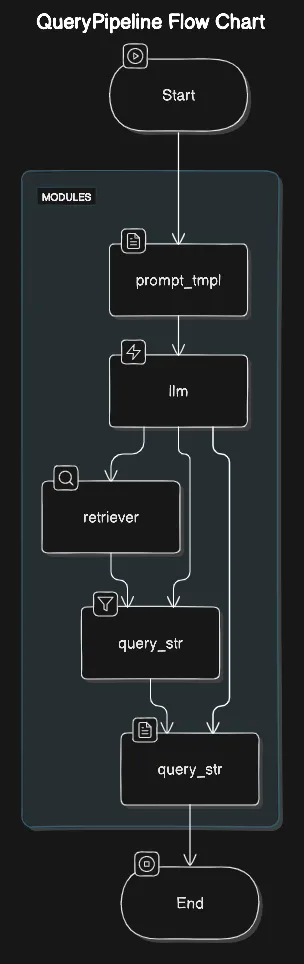 QueryPipeline Flow Chart
Start
MODULES
prompt_tmpl
llm
retriever
query_str
query_str
End